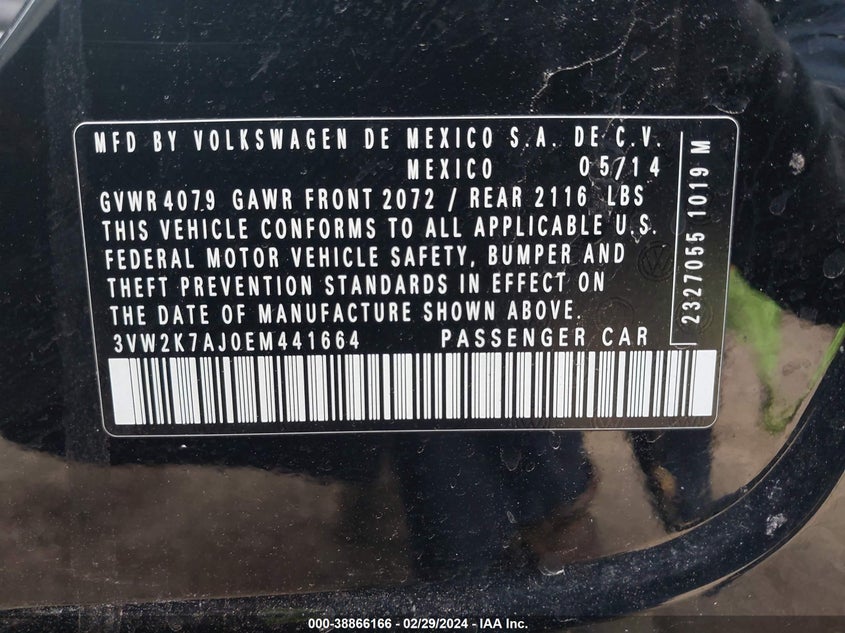 MFD BY VOLKSWAGEN DE MEXICO S.A. DE C.V.
MEXICO 05/14
GVWR 4079 GAWR FRONT 2072 / REAR 2116 LBS
THIS VEHICLE CONFORMS TO ALL APPLICABLE U.S.
FEDERAL MOTOR VEHICLE SAFETY, BUMPER AND
THEFT PREVENTION STANDARDS IN EFFECT ON
THE DATE OF MANUFACTURE SHOWN ABOVE.
3VW2K7AJ0EM441664 PASSENGER CAR
2327055 1019 M
000-38866166 - 02/29/2024 - IAA Inc.